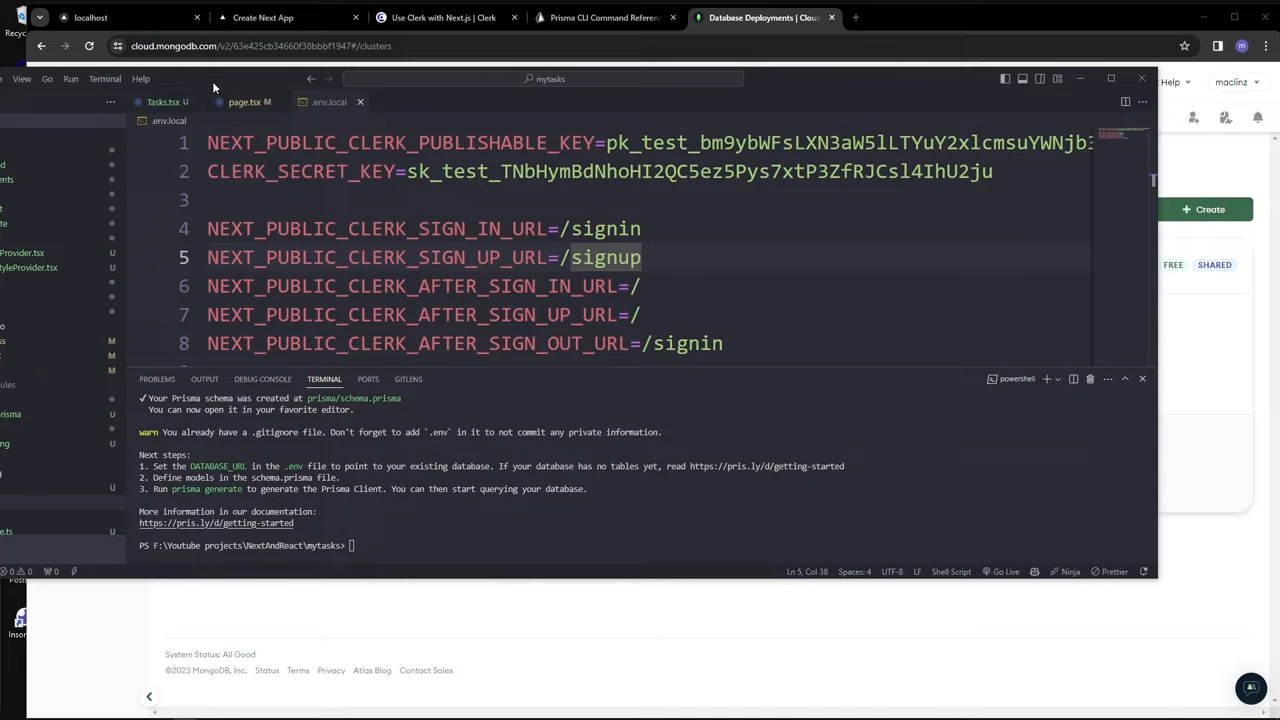 localhost
Create Next App
Use Clerk with Next.js | Clerk
Prisma CLI Command Referenc
Database Deployments | Clou
cloud.mongodb.com/v2/63e425cb34660f38bbbf1947#/clusters
View Go Run Terminal Help
mytasks
Help
maclinz
Tasks.tsx U
page.tsx M
.env.local
.env.local
1 NEXT_PUBLIC_CLERK_PUBLISHABLE_KEY=pk_test_bm9ybWFsLXN3aW5lLTYuY2xlcmsuYWNjb3
2 CLERK_SECRET_KEY=sk_test_TNbHymBdNhoHI2QC5ez5Pys7xtP3ZfRJCsl4IhU2ju
3
4 NEXT_PUBLIC_CLERK_SIGN_IN_URL=/signin
5 NEXT_PUBLIC_CLERK_SIGN_UP_URL=/signup
6 NEXT_PUBLIC_CLERK_AFTER_SIGN_IN_URL=/
7 NEXT_PUBLIC_CLERK_AFTER_SIGN_UP_URL=/
8 NEXT_PUBLIC_CLERK_AFTER_SIGN_OUT_URL=/signin
Provider.tsx
tyleProvider.tsx
+ Create
FREE SHARED
PROBLEMS OUTPUT DEBUG CONSOLE TERMINAL PORTS GITLENS
powershell
✓Your Prisma schema was created at prisma/schema.prisma
You can now open it in your favorite editor.
warn You already have a .gitignore file. Don't forget to add `.env` in it to not commit any private information.
Next steps:
1. Set the DATABASE_URL in the .env file to point to your existing database. If your database has no tables yet, read https://pris.ly/d/getting-started
2. Define models in the schema.prisma file.
3. Run prisma generate to generate the Prisma Client. You can then start querying your database.
More information in our documentation:
https://pris.ly/d/getting-started
PS F:\Youtube projects\NextAndReact\mytasks>
0 0 0
Ln 5, Col 38 Spaces: 4 UTF-8 LF Shell Script Go Live Ninja Prettier
System Status: All Good
©2023 MongoDB, Inc. Status Terms Privacy Atlas Blog Contact Sales